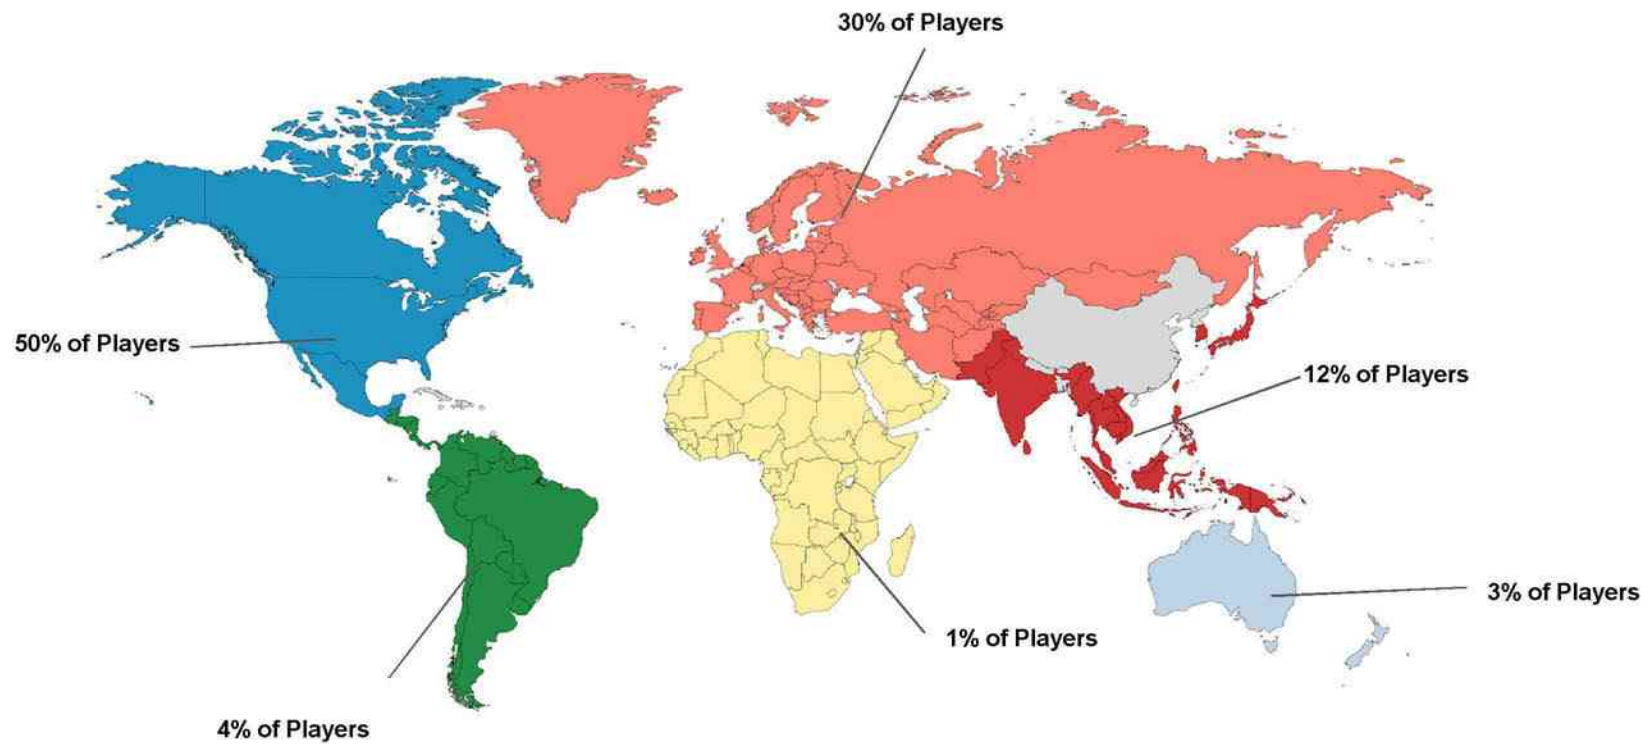 30% of Players
50% of Players
12% of Players
3% of Players
1% of Players
4% of Players